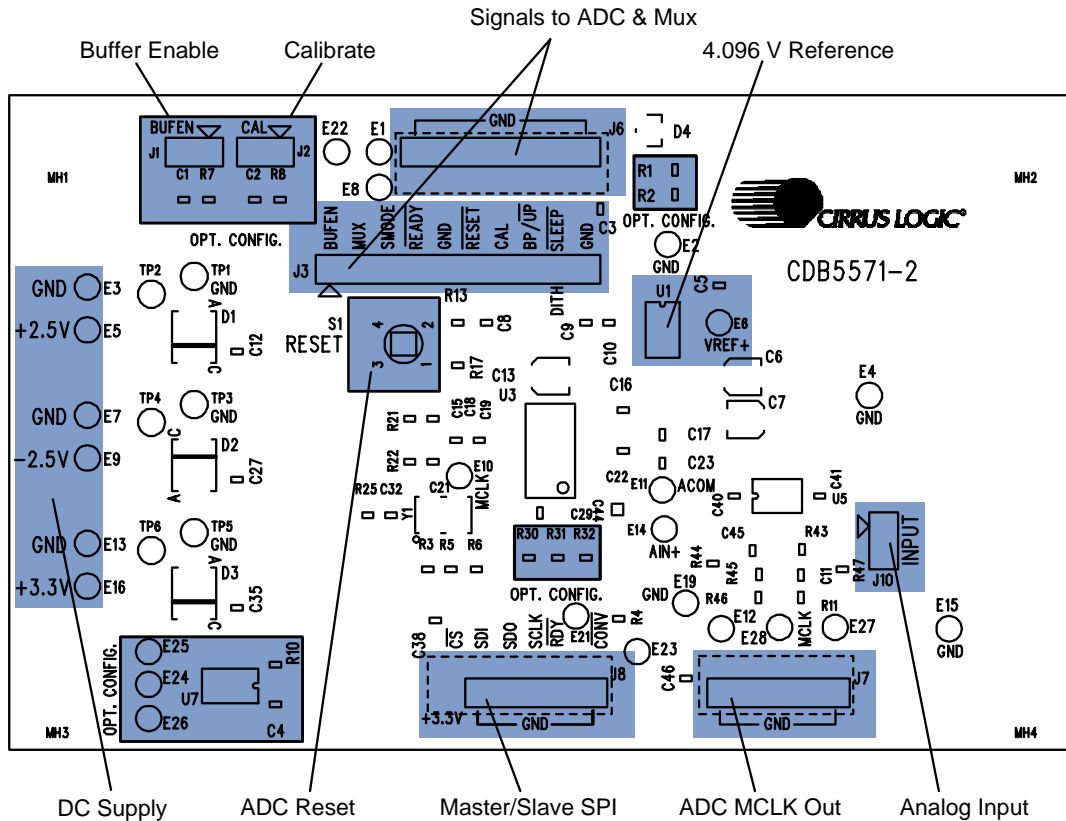 Signals to ADC & Mux
Buffer Enable
Calibrate
4.096 V Reference
BUFEN
CAL
J1
J2
C1 R7
C2 R8
E22
E1
E8
GND
J6
D4
R1
R2
MH1
MH2
OPT. CONFIG.
OPT. CONFIG.
CIRRUS LOGIC®
CDB5571-2
BUFEN
MUX
SMODE
READY
GND
RESET
CAL
BP/UP
SLEEP
GND
C3
J3
E2
GND
GND E3
+2.5V E5
TP2
TP1
GND
A
D1
C
C12
S1
RESET
4
2
3
1
R13
C8
R17
DITH
C9
C10
U1
C5
E6
VREF+
C6
C7
E4
GND
C13
U3
C16
C15
C18
C19
GND E7
-2.5V E9
TP4
TP3
GND
C
D2
A
C27
R21
R22
E10
MCLK
C17
C23
C22
E11
ACOM
C40
U5
C41
R25
C32
Y1
C21
R3
R5
R6
C29
C44
E14
AIN+
GND E13
+3.3V E16
TP6
TP5
GND
A
D3
C
C35
R30
R31
R32
OPT. CONFIG.
C45
R43
R44
R45
R46
C11
R47
J10
INPUT
GND
E19
E12
E28
MCLK
R11
E27
E15
GND
C38
CS
SDI
SDO
SCLK
RDY
E21
CONV
R4
E23
C46
J8
+3.3V
GND
J7
GND
OPT. CONFIG.
E25
E24
E26
U7
R10
C4
MH3
MH4
DC Supply
ADC Reset
Master/Slave SPI
ADC MCLK Out
Analog Input